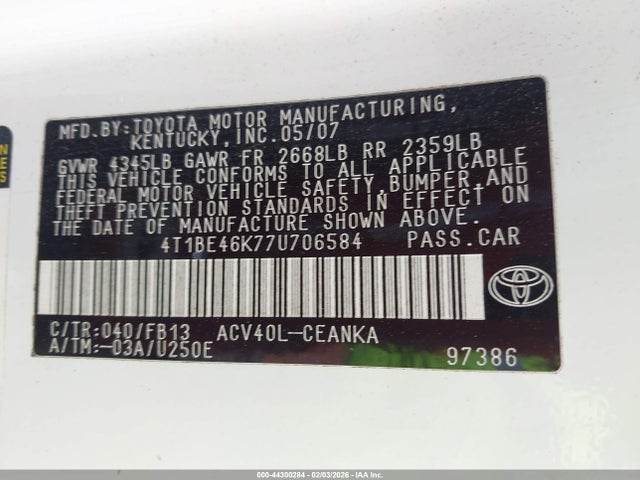 MFD.BY:TOYOTA MOTOR MANUFACTURING,
KENTUCKY,INC.05/07
GVWR 4345LB GAWR FR 2668LB RR 2359LB
THIS VEHICLE CONFORMS TO ALL APPLICABLE
FEDERAL MOTOR VEHICLE SAFETY,BUMPER,AND
THEFT PREVENTION STANDARDS IN EFFECT ON
THE DATE OF MANUFACTURE SHOWN ABOVE.
4T1BE46K77U706584 PASS.CAR
C/TR:040/FB13 ACV40L-CEANKA
A/TM:-03A/U250E
97386
000-44300284 - 02/03/2026 - IAA Inc.